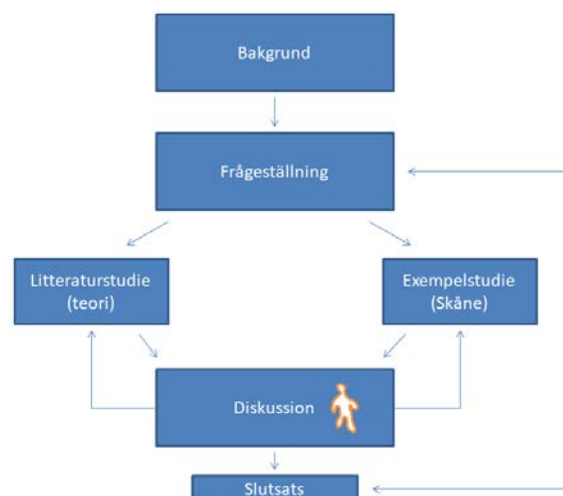 Bakgrund
Frågeställning
Litteraturstudie
(teori)
Exempelstudie
(Skåne)
Diskussion
Slutsats